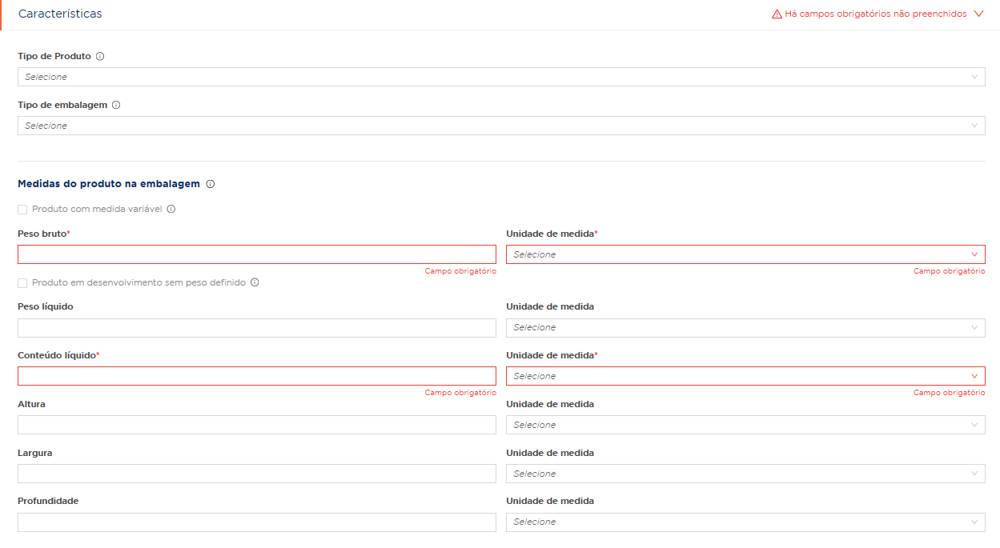 Características
Há campos obrigatórios não preenchidos
Tipo de Produto
Selecione
Tipo de embalagem
Selecione
Medidas do produto na embalagem
Produto com medida variável
Peso bruto* Unidade de medida*
Selecione
Campo obrigatório Campo obrigatório
Produto em desenvolvimento sem peso definido
Peso líquido Unidade de medida
Selecione
Conteúdo líquido* Unidade de medida*
Selecione
Campo obrigatório Campo obrigatório
Altura Unidade de medida
Selecione
Largura Unidade de medida
Selecione
Profundidade Unidade de medida
Selecione